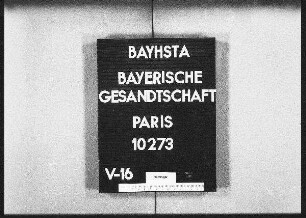 BAYHSTA
BAYERISCHE
GESANDTSCHAFT
PARIS
10273
V-16